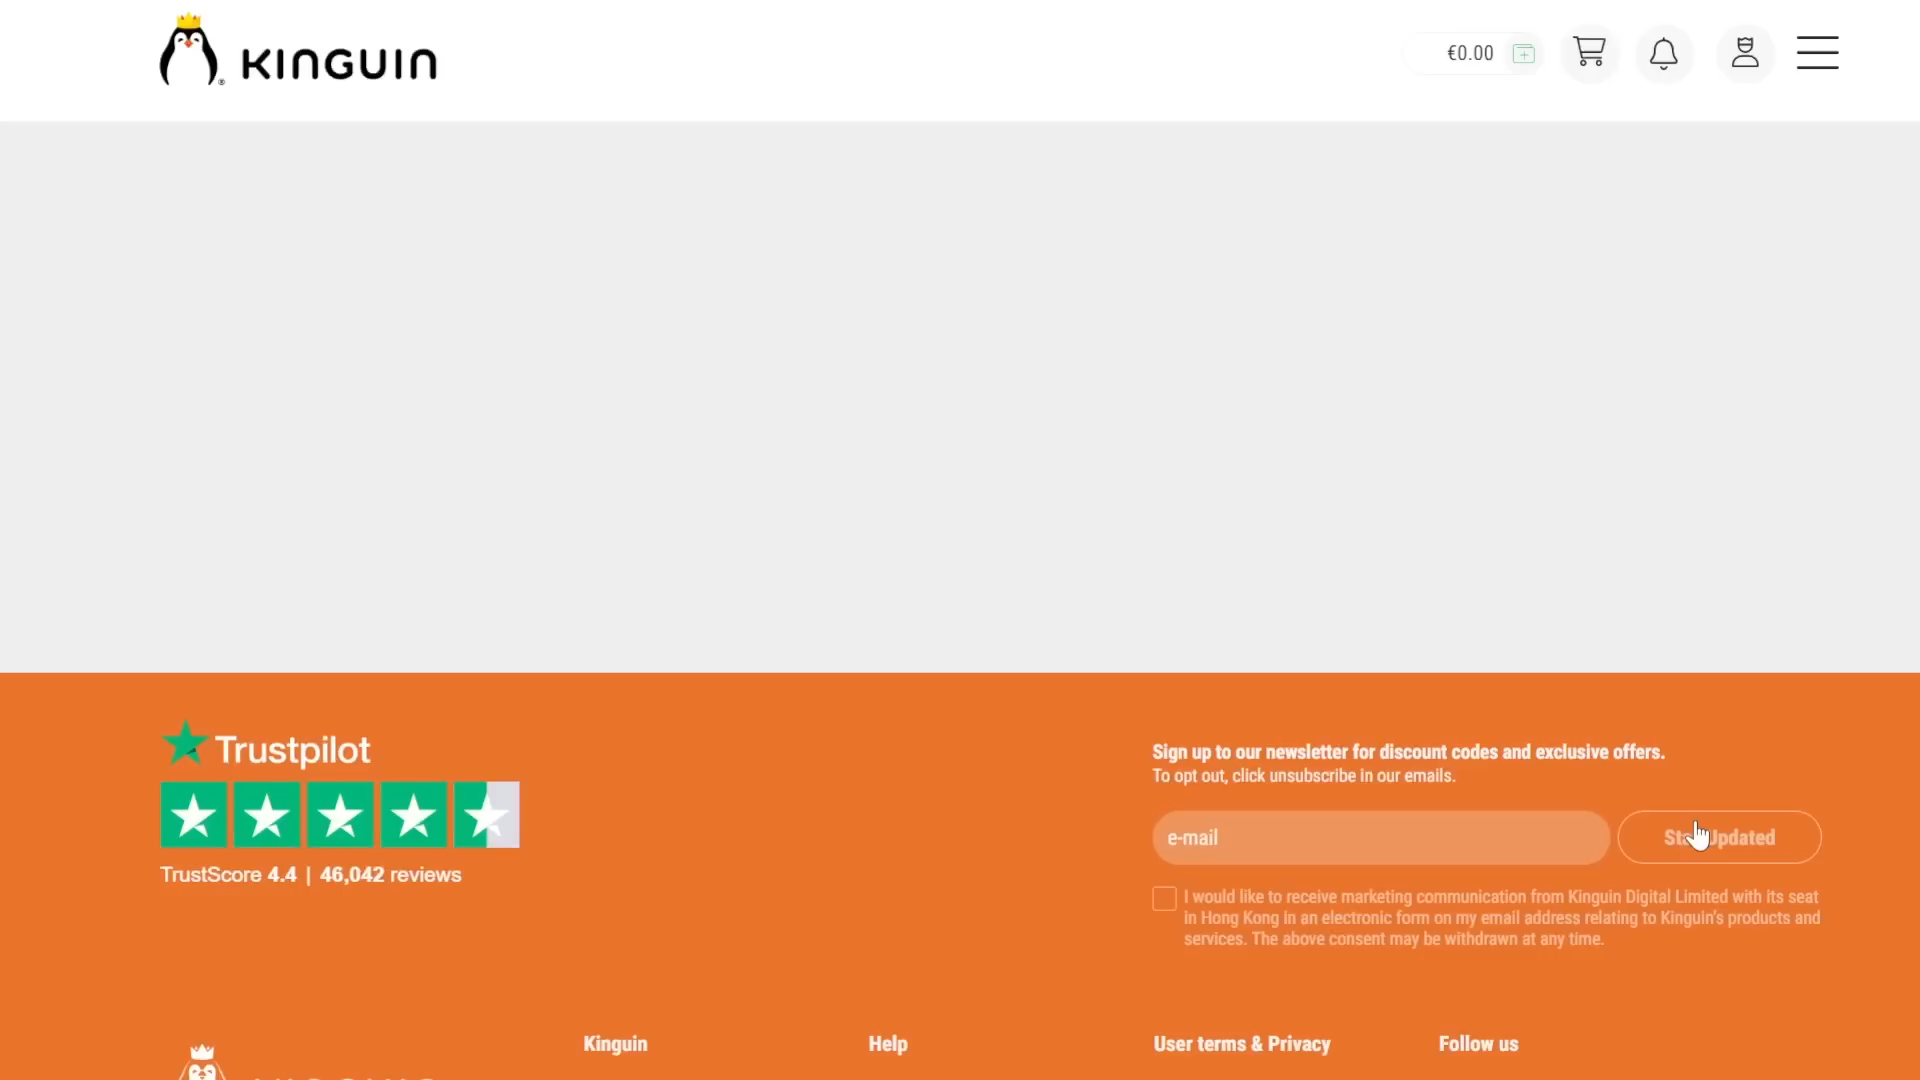 KINGUIN
€0.00
Trustpilot
TrustScore 4.4 | 46,042 reviews
Sign up to our newsletter for discount codes and exclusive offers.
To opt out, click unsubscribe in our emails.
e-mail
Updated
I would like to receive marketing communication from Kinguin Digital Limited with its seat
in Hong Kong in an electronic form on my email address relating to Kinguin's products and
services. The above consent may be withdrawn at any time.
Kinguin
Help
User terms & Privacy
Follow us